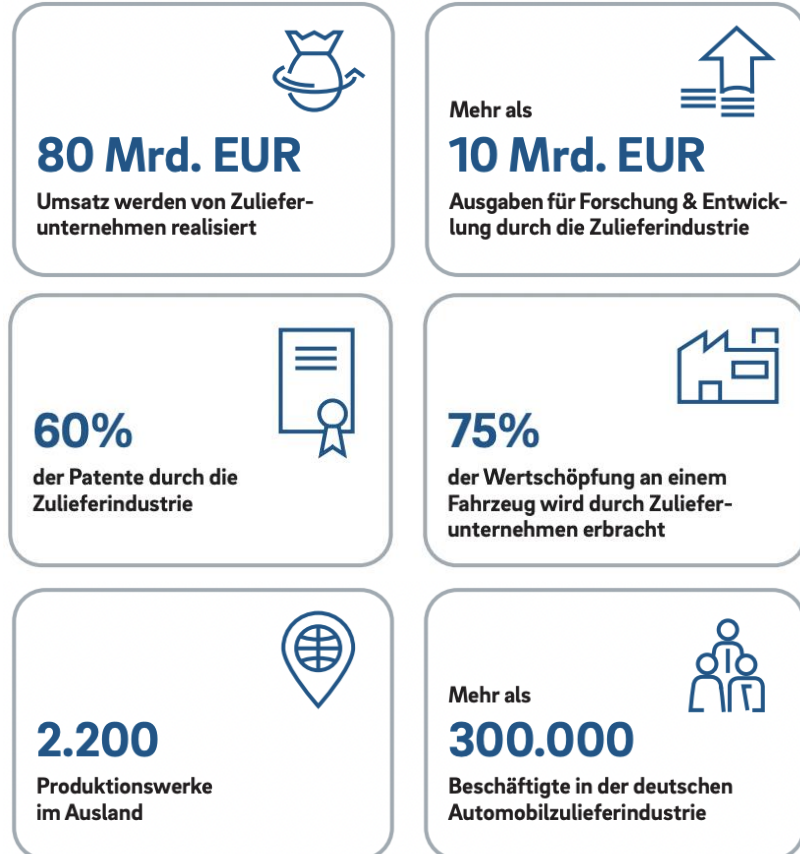 80 Mrd. EUR
Umsatz werden von Zuliefer-
unternehmen realisiert
Mehr als
10 Mrd. EUR
Ausgaben für Forschung & Entwick-
lung durch die Zulieferindustrie
60%
der Patente durch die
Zulieferindustrie
75%
der Wertschöpfung an einem
Fahrzeug wird durch Zuliefer-
unternehmen erbracht
2.200
Produktionswerke
im Ausland
Mehr als
300.000
Beschäftigte in der deutschen
Automobilzulieferindustrie